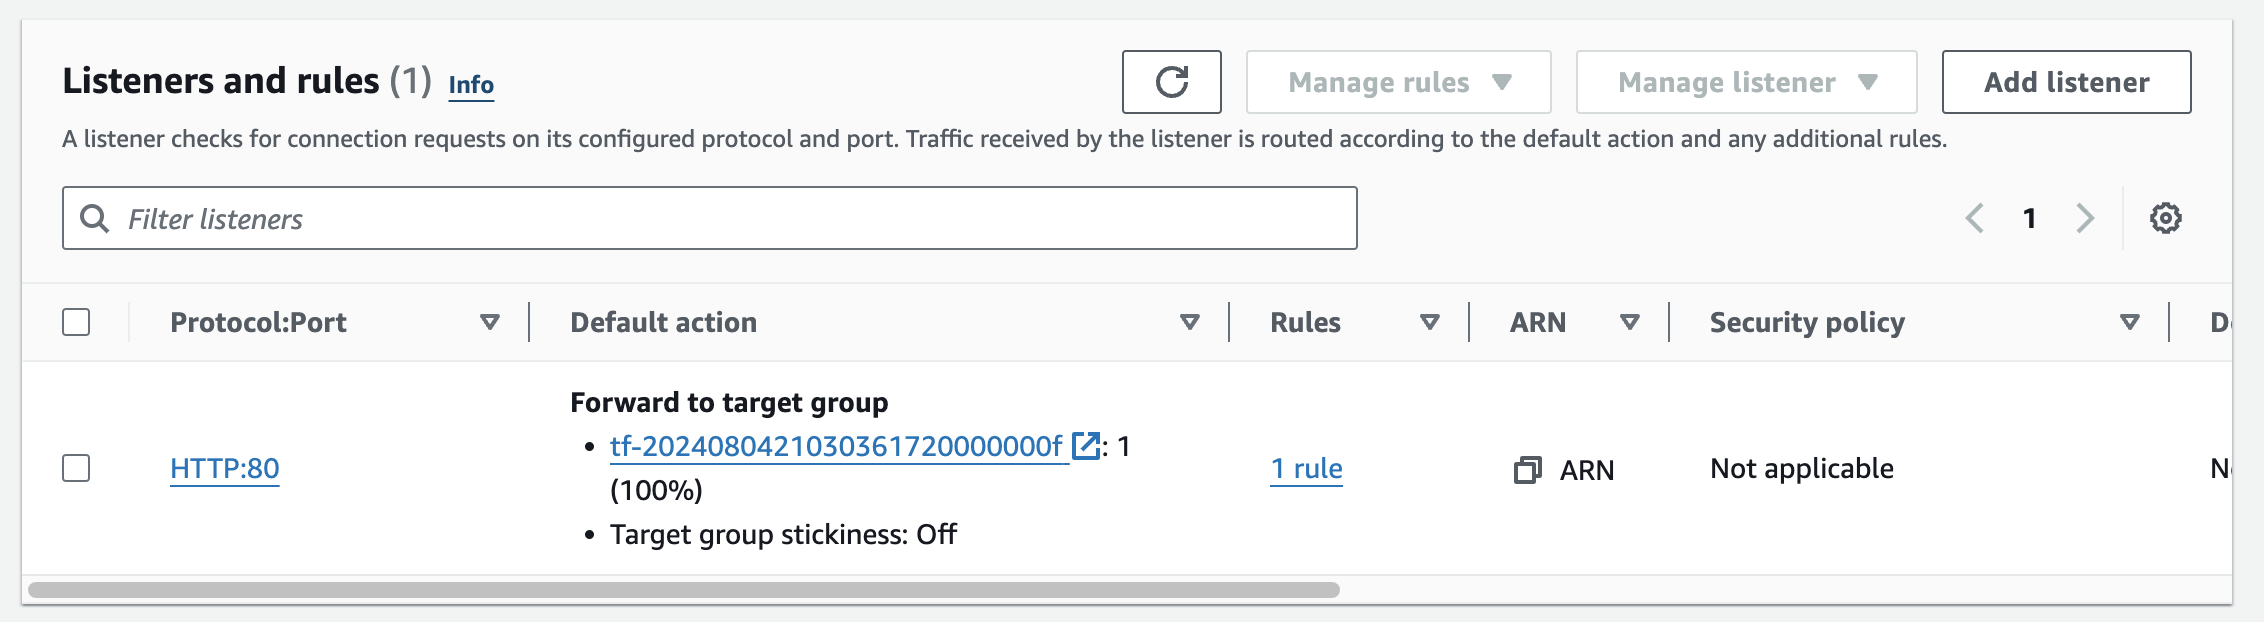 Listeners and rules (1) Info
Manage rules
Manage listener
Add listener
A listener checks for connection requests on its configured protocol and port. Traffic received by the listener is routed according to the default action and any additional rules.
Filter listeners
1
Protocol:Port
Default action
Rules
ARN
Security policy
HTTP:80
Forward to target group
• tf-20240804210303617200000000f : 1
(100%)
• Target group stickiness: Off
1 rule
ARN
Not applicable